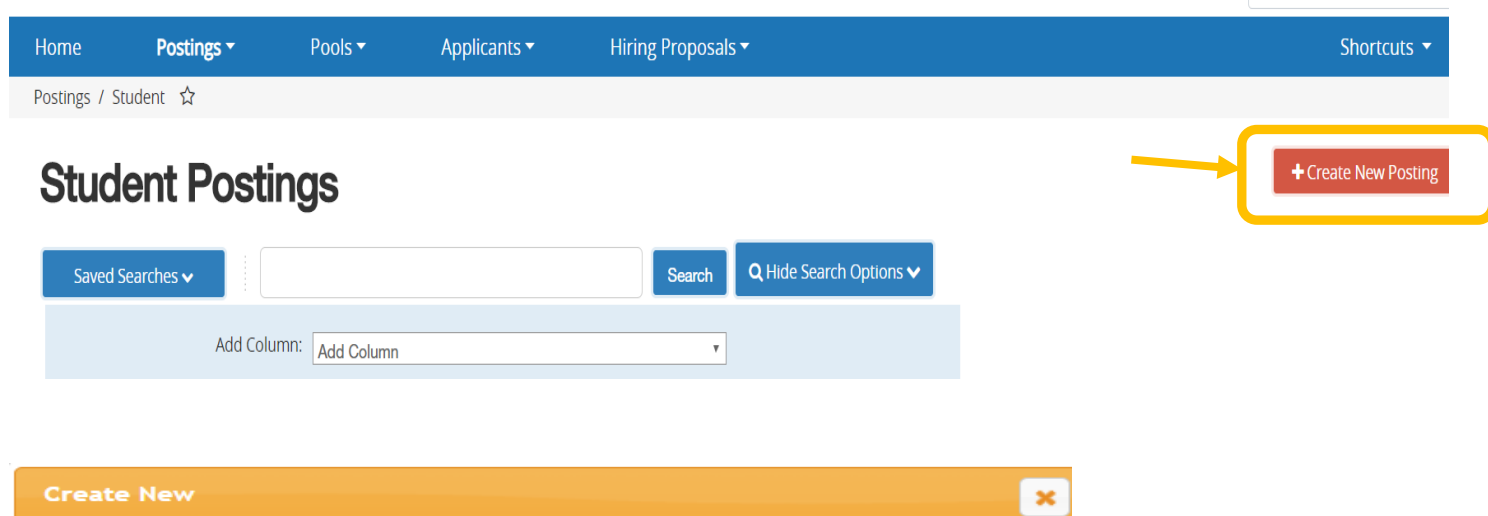 Home Postings Pools Applicants Hiring Proposals Shortcuts
Postings / Student
Student Postings
+ Create New Posting
Saved Searches Search Hide Search Options
Add Column: Add Column
Create New